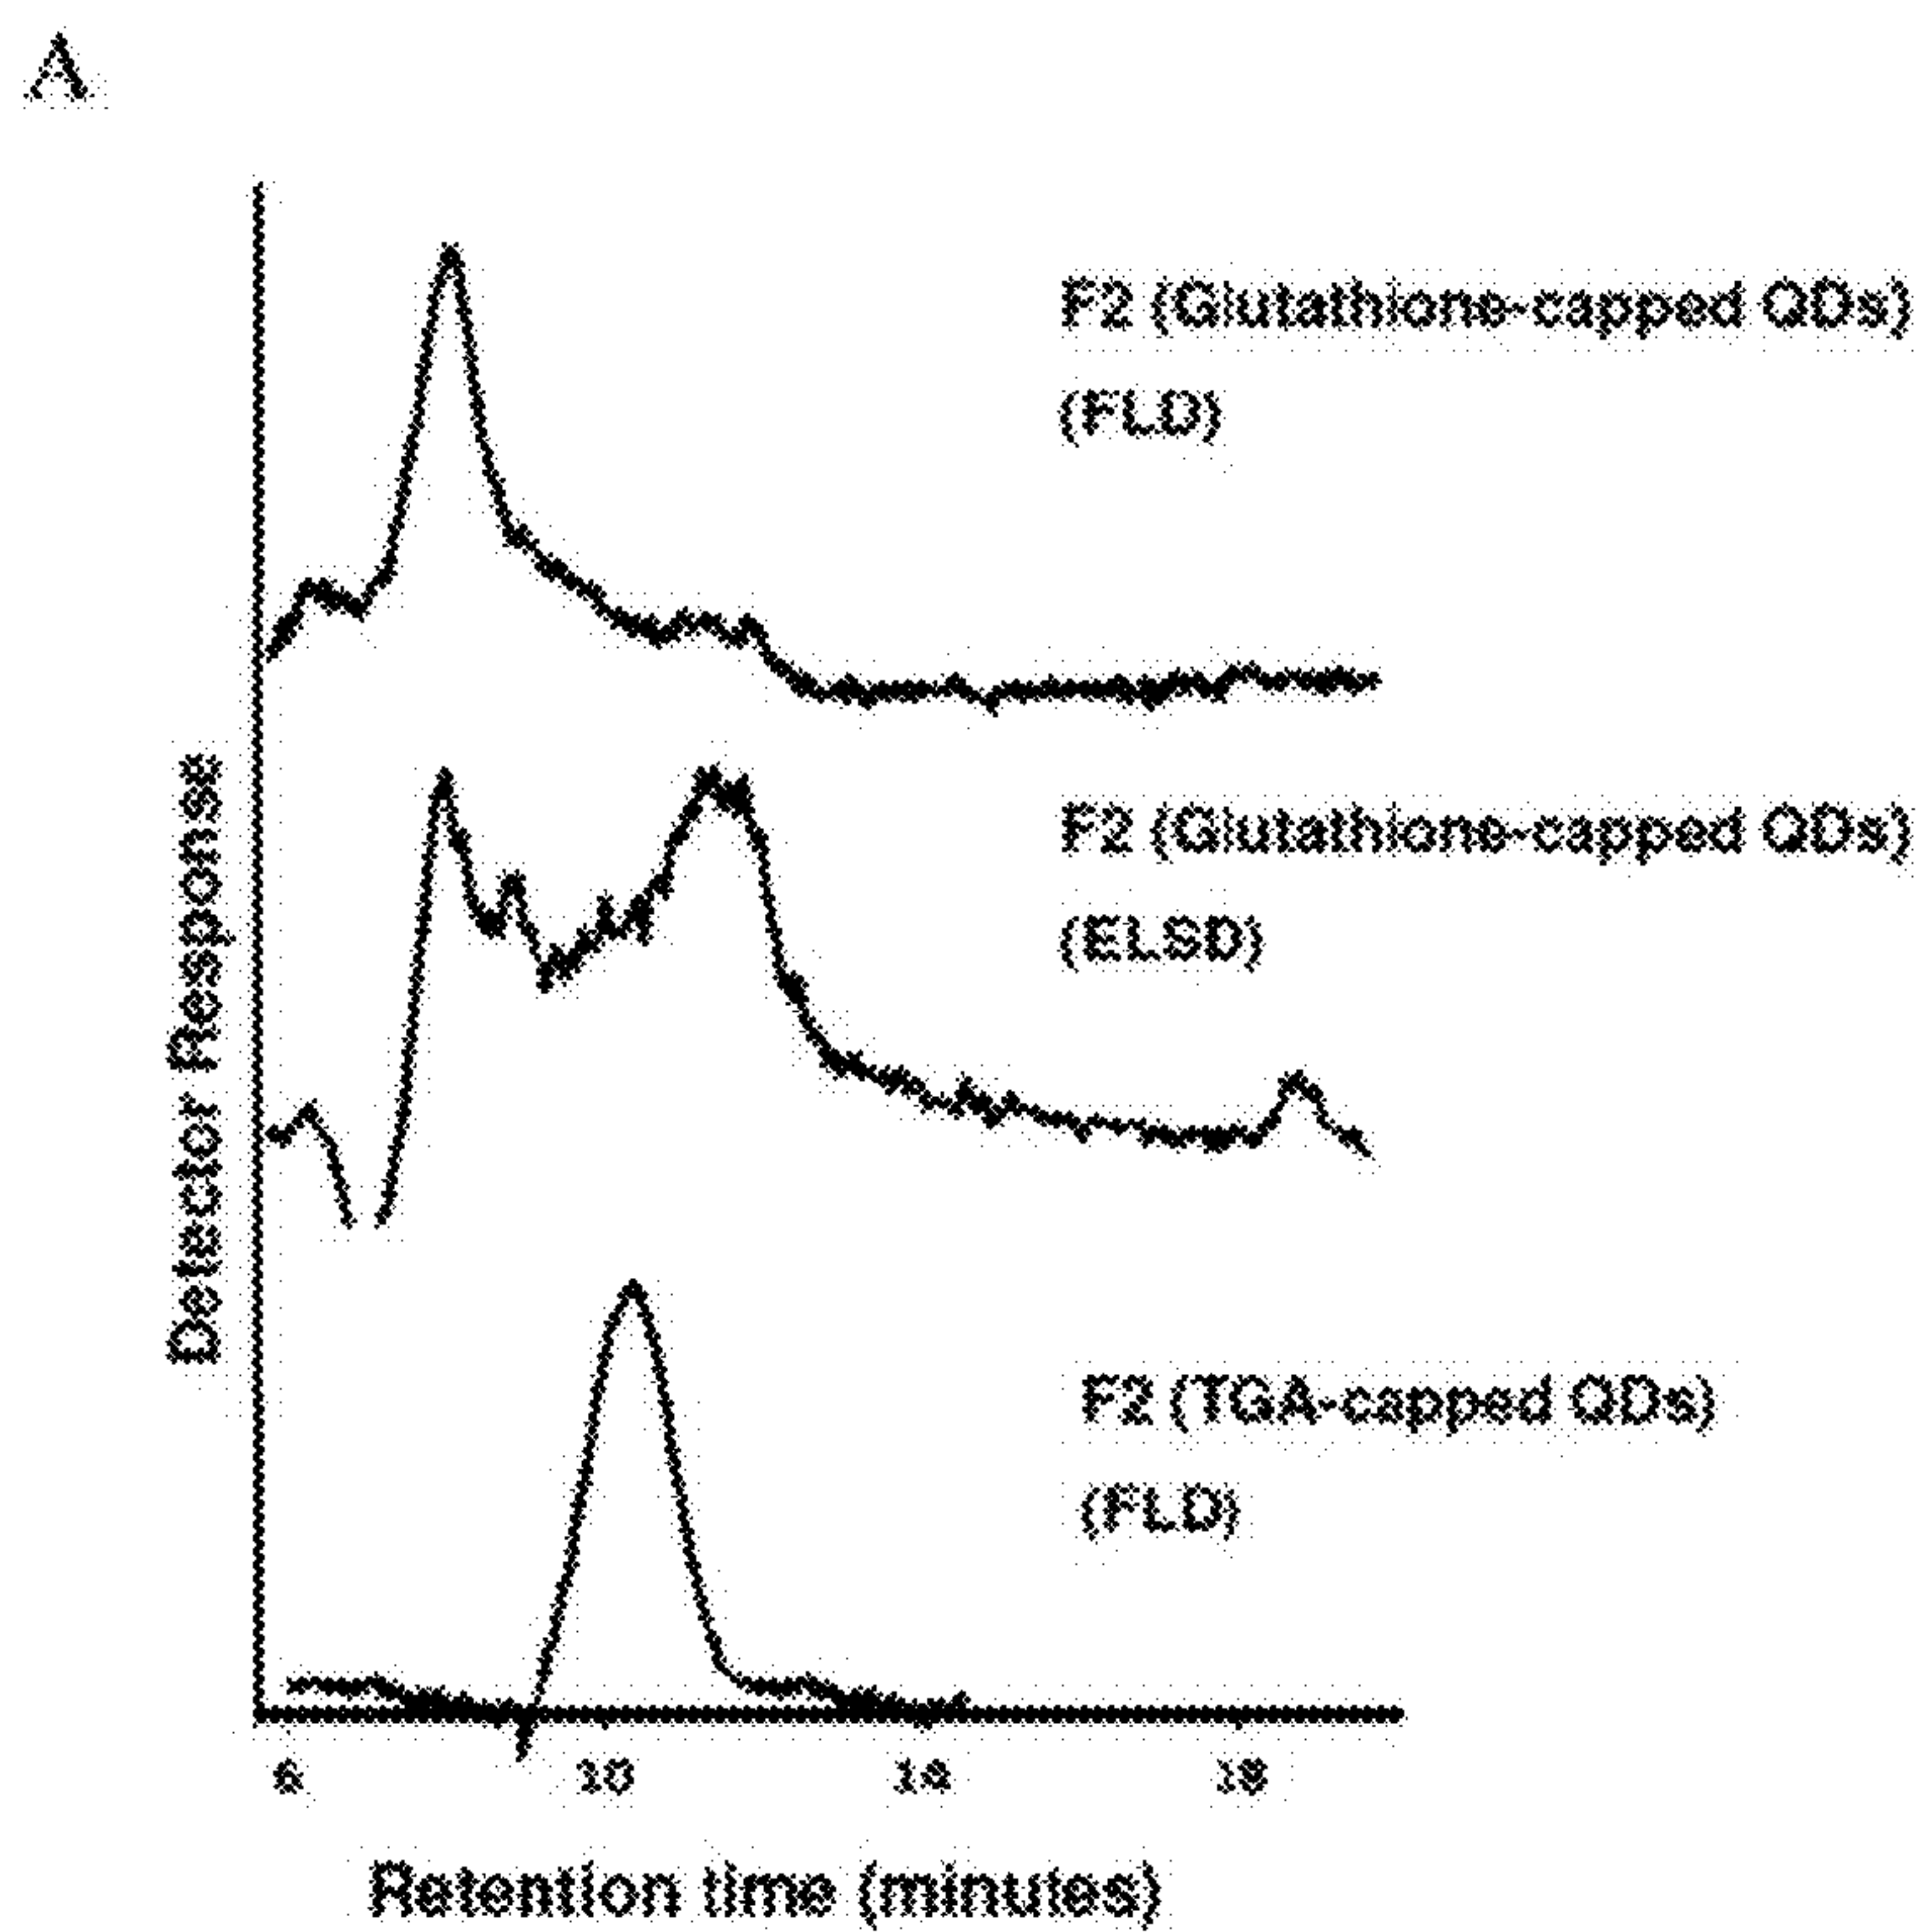 A
F2 (Glutathione-capped QDs)
(FLD)
F2 (Glutathione-capped QDs)
(ELSD)
Detector Response
F2 (TGA-capped QDs)
(FLD)
6 10 14 18
Retention time (minutes)